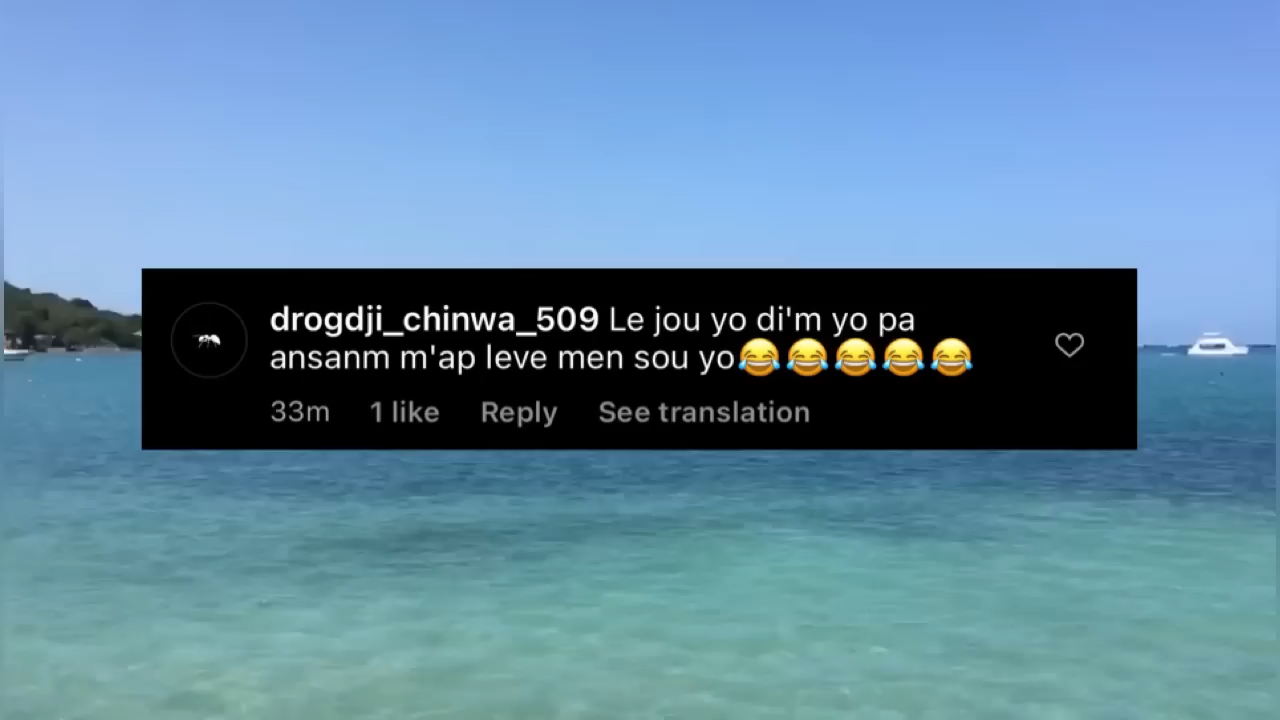 drogdji_chinwa_509 Le jou yo di'm yo pa
ansanm m'ap leve men sou yo😂😂😂😂😂
33m 1 like Reply See translation